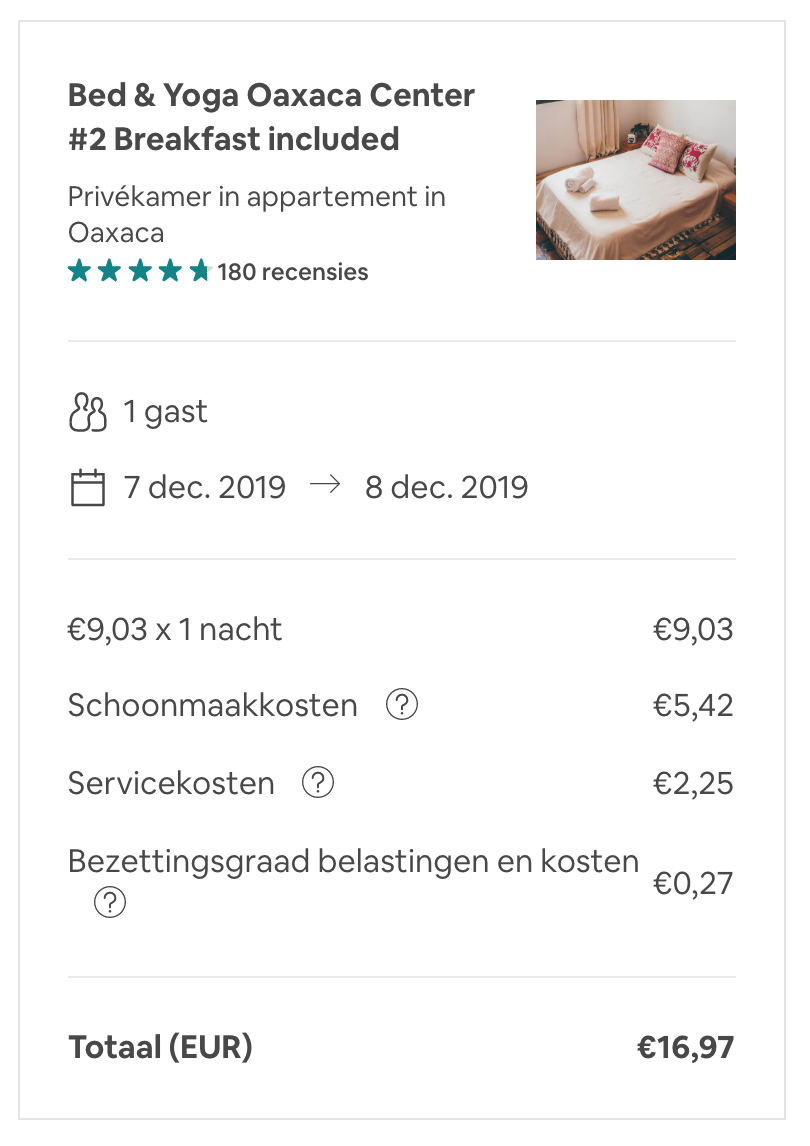 Bed & Yoga Oaxaca Center
#2 Breakfast included
Privékamer in appartement in
Oaxaca
180 recensies
1 gast
7 dec. 2019 → 8 dec. 2019
€9,03 x 1 nacht €9,03
Schoonmaakkosten ? €5,42
Servicekosten ? €2,25
Bezettingsgraad belastingen en kosten €0,27
?
Totaal (EUR) €16,97